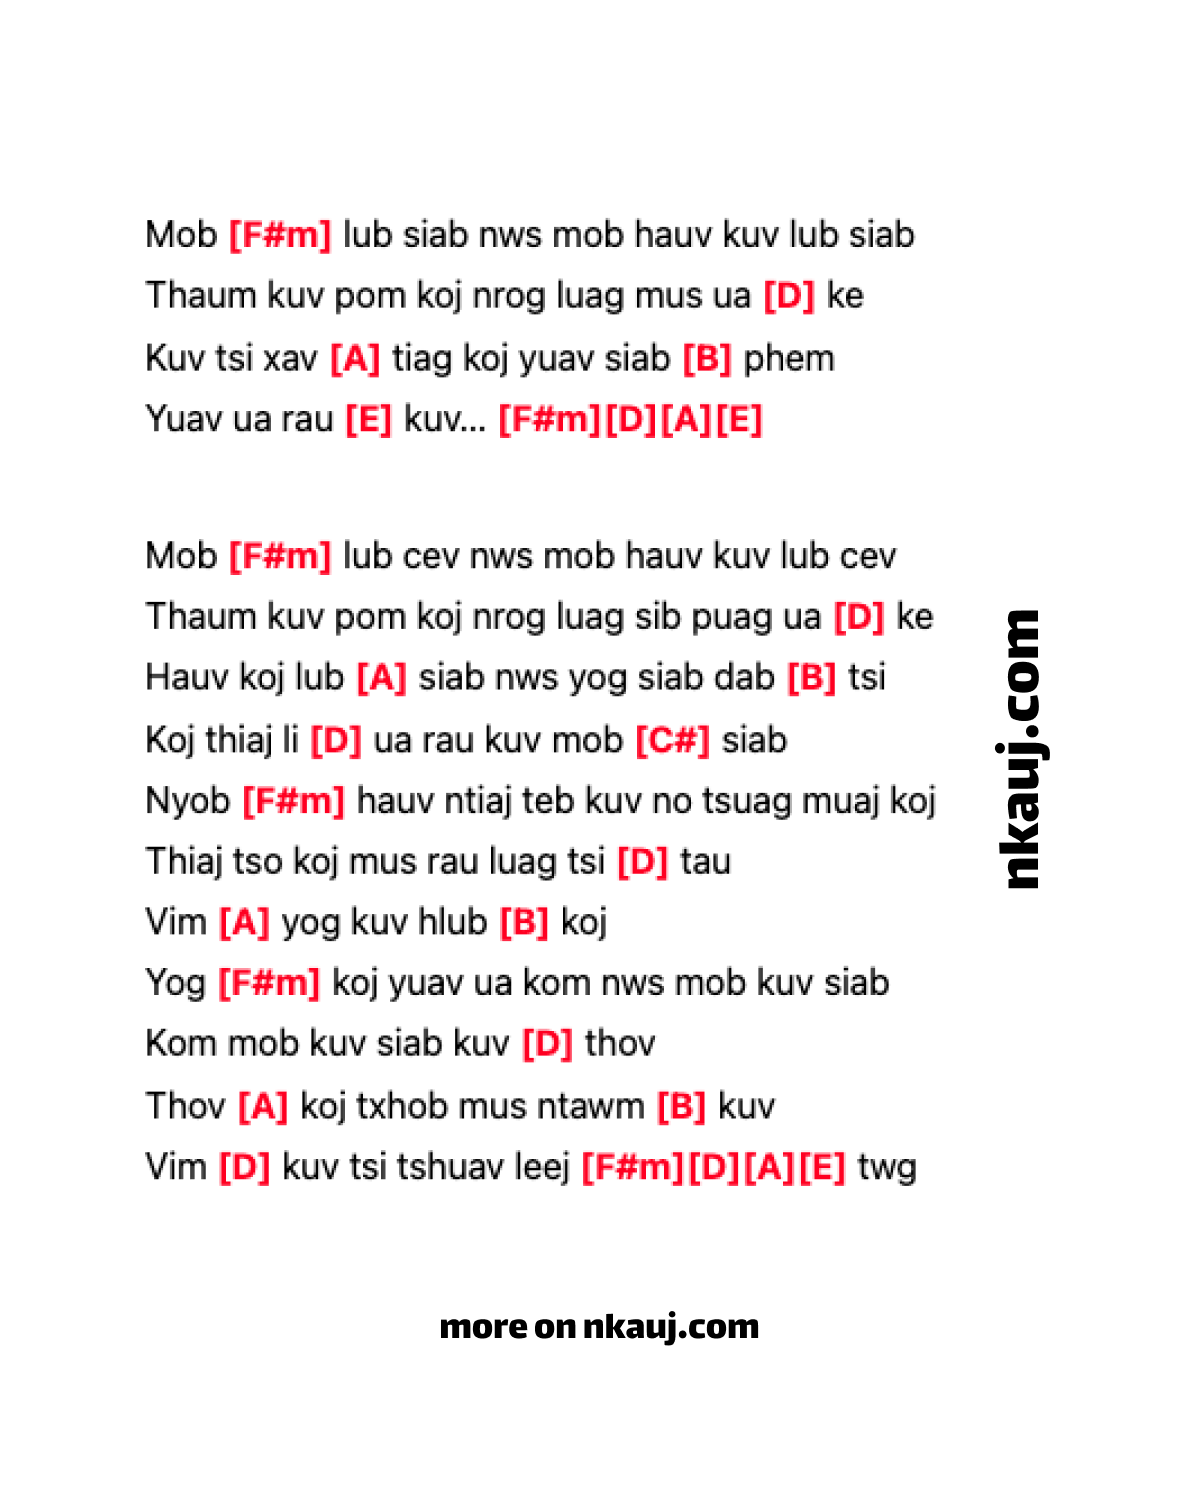 Mob [F#m] lub siab nws mob hauv kuv lub siab
Thaum kuv pom koj nrog luag mus ua [D] ke
Kuv tsi xav [A] tiag koj yuav siab [B] phem
Yuav ua rau [E] kuv... [F#m][D][A][E]
Mob [F#m] lub cev nws mob hauv kuv lub cev
Thaum kuv pom koj nrog luag sib puag ua [D] ke
Hauv koj lub [A] siab nws yog siab dab [B] tsi
Koj thiaj li [D] ua rau kuv mob [C#] siab
Nyob [F#m] hauv ntiaj teb kuv no tsuag muaj koj
Thiaj tso koj mus rau luag tsi [D] tau
Vim [A] yog kuv hlub [B] koj
Yog [F#m] koj yuav ua kom nws mob kuv siab
Kom mob kuv siab kuv [D] thov
Thov [A] koj txhob mus ntawm [B] kuv
Vim [D] kuv tsi tshuav leej [F#m][D][A][E] twg
nkauj.com
more on nkauj.com